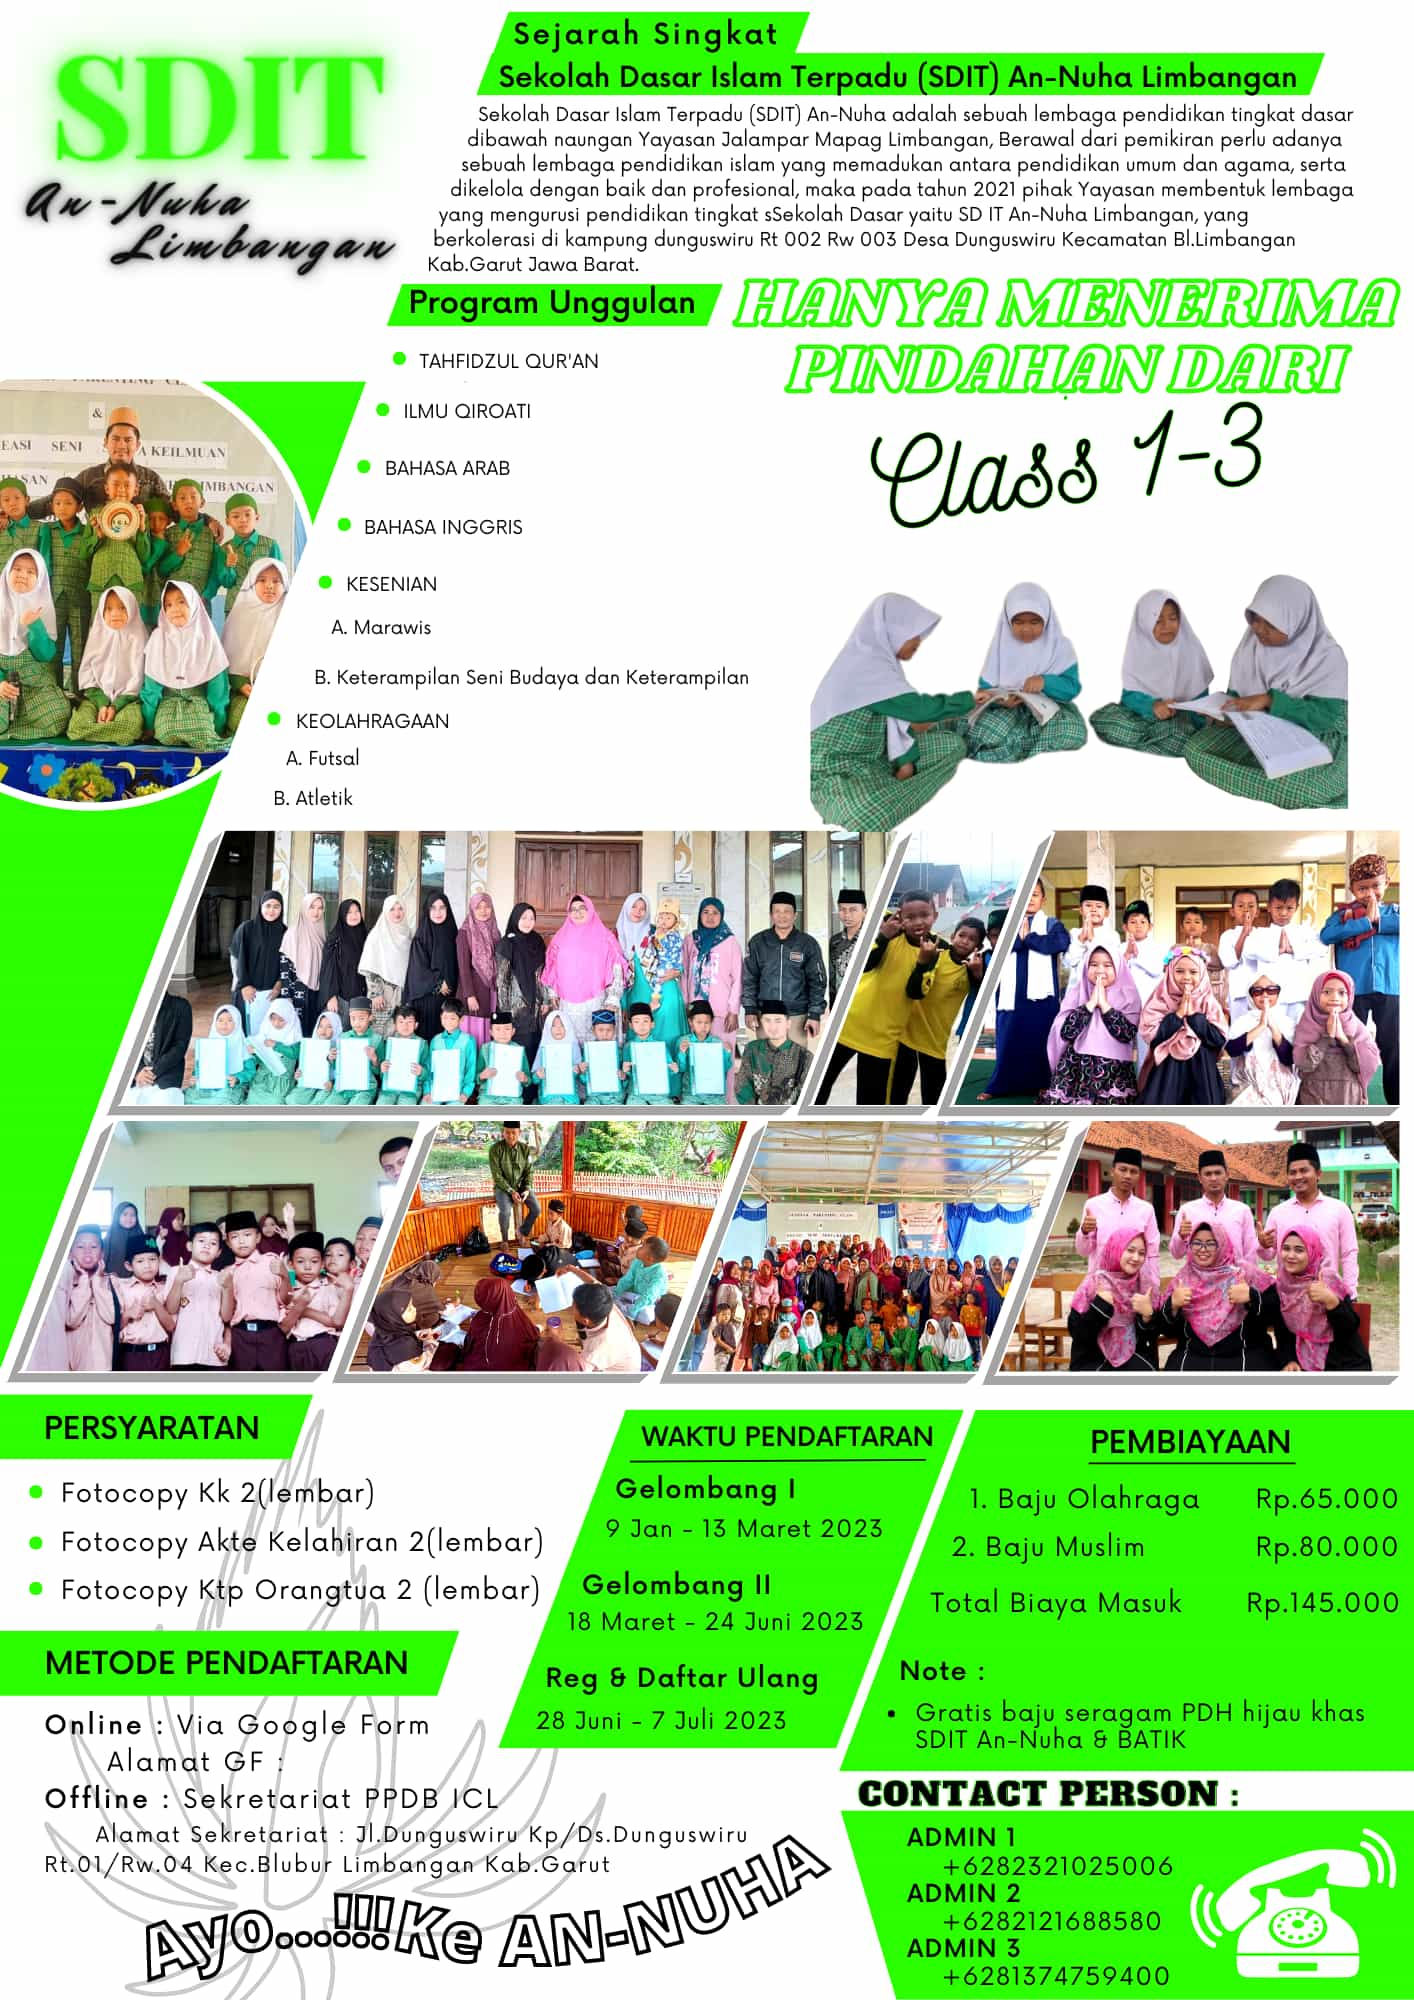 SDIT
An-Nuha
Limbangan
Sejarah Singkat
Sekolah Dasar Islam Terpadu (SDIT) An-Nuha Limbangan
Sekolah Dasar Islam Terpadu (SDIT) An-Nuha adalah sebuah lembaga pendidikan tingkat dasar
dibawah naungan Yayasan Jalampar Mapag Limbangan, Berawal dari pemikiran perlu adanya
sebuah lembaga pendidikan islam yang memadukan antara pendidikan umum dan agama, serta
dikelola dengan baik dan profesional, maka pada tahun 2021 pihak Yayasan membentuk lembaga
yang mengurusi pendidikan tingkat sSekolah Dasar yaitu SD IT An-Nuha Limbangan, yang
berkolerasi di kampung dunguswiru Rt 002 Rw 003 Desa Dunguswiru Kecamatan Bl.Limbangan
Kab.Garut Jawa Barat.
Program Unggulan
TAHFIDZUL QUR'AN
ILMU QIROATI
BAHASA ARAB
BAHASA INGGRIS
KESENIAN
A. Marawis
B. Keterampilan Seni Budaya dan Keterampilan
KEOLAHRAGAAN
A. Futsal
B. Atletik
HANYA MENERIMA
PINDAHAN DARI
Class 1-3
&
SENI
KEILMUAN
LIMBANGAN
PERSYARATAN
Fotocopy Kk 2(lembar)
Fotocopy Akte Kelahiran 2(lembar)
Fotocopy Ktp Orangtua 2 (lembar)
METODE PENDAFTARAN
Online : Via Google Form
Alamat GF :
Offline : Sekretariat PPDB ICL
Alamat Sekretariat : Jl.Dunguswiru Kp/Ds.Dunguswiru
Rt.01/Rw.04 Kec.Blubur Limbangan Kab.Garut
Ayo...!!!Ke AN-NUHA
WAKTU PENDAFTARAN
Gelombang I
9 Jan - 13 Maret 2023
Gelombang II
18 Maret - 24 Juni 2023
Reg & Daftar Ulang
28 Juni - 7 Juli 2023
PEMBIAYAAN
1. Baju Olahraga Rp.65.000
2. Baju Muslim Rp.80.000
Total Biaya Masuk Rp.145.000
Note :
Gratis baju seragam PDH hijau khas
SDIT An-Nuha & BATIK
CONTACT PERSON :
ADMIN 1
+6282321025006
ADMIN 2
+6282121688580
ADMIN 3
+6281374759400